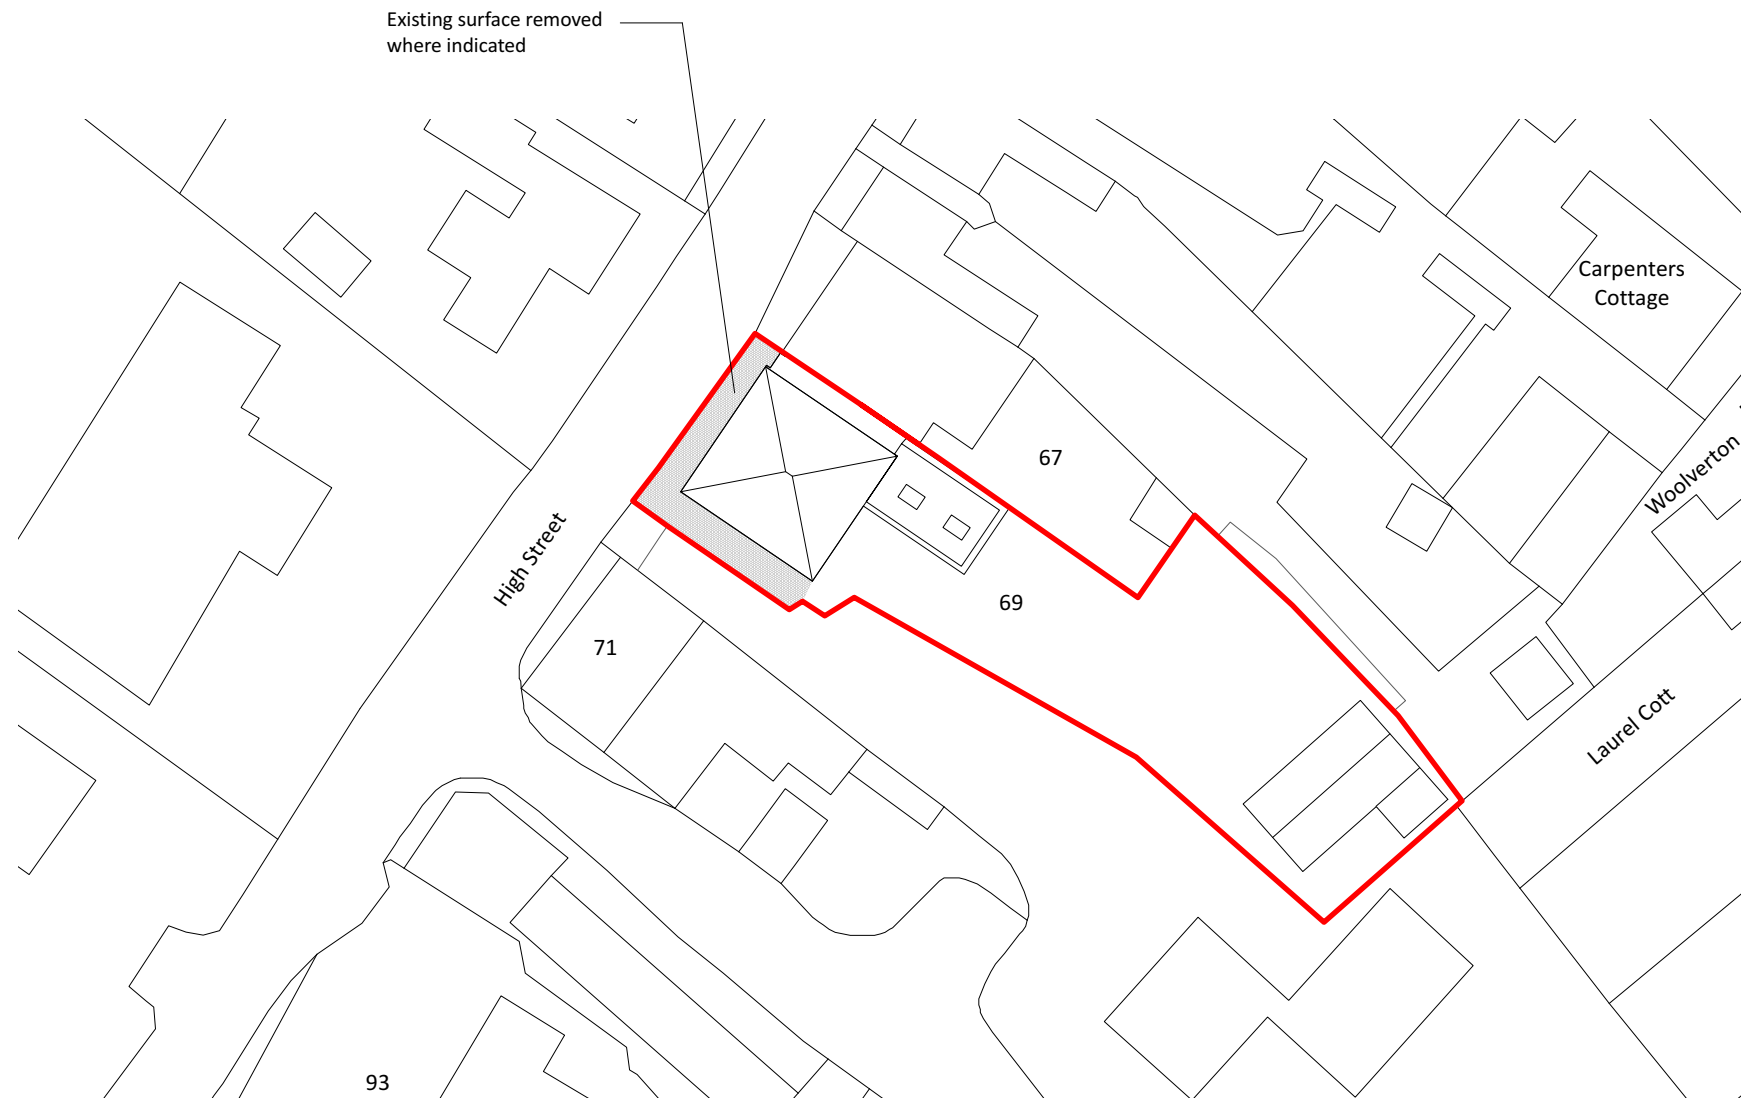 Existing surface removed
where indicated
Carpenters
Cottage
67
Woolverton
High Street
69
71
Laurel Cott
93